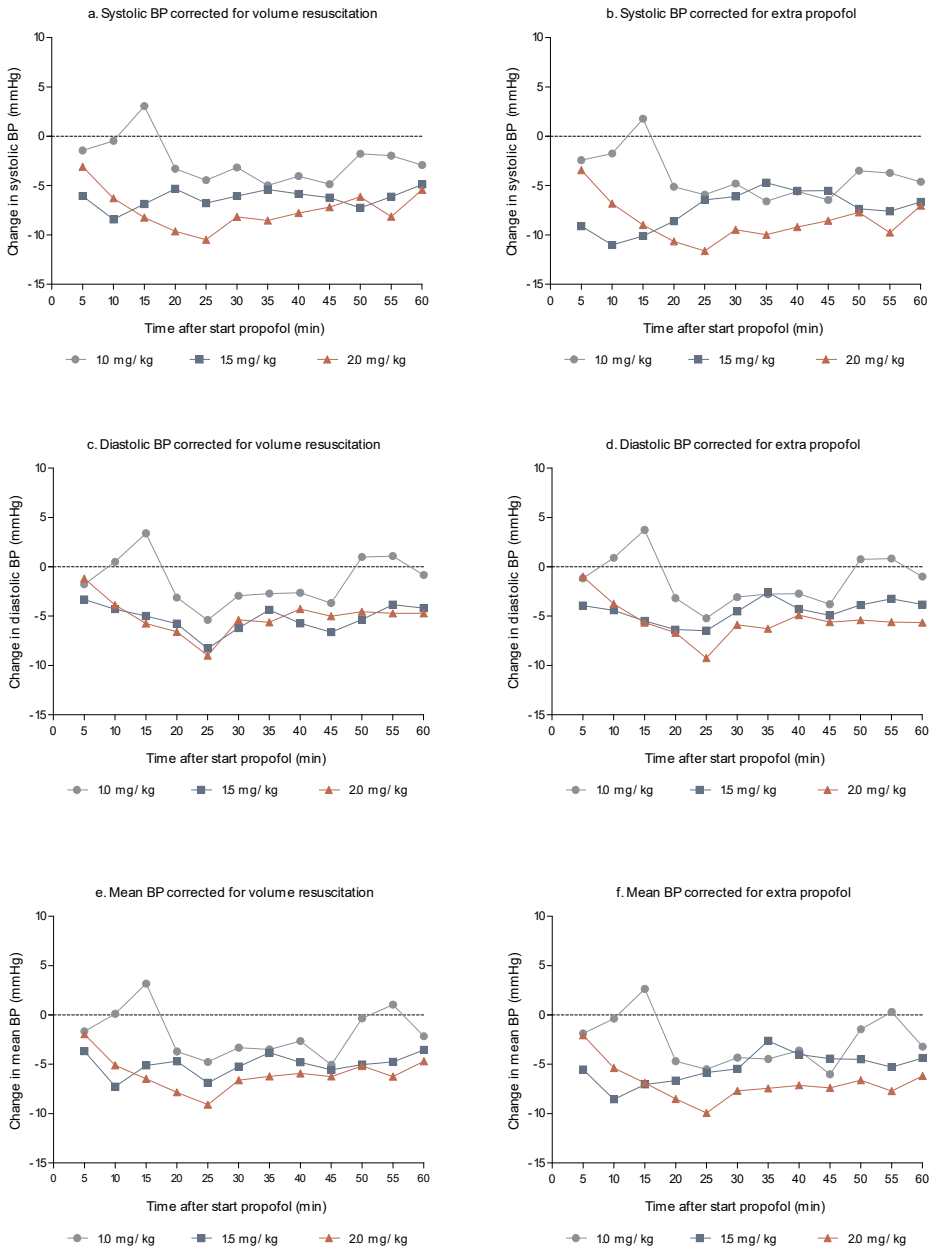 a. Systolic BP corrected for volume resuscitation
10
5
0
-5
-10
-15
Change in systolic BP (mmHg)
0 5 10 15 20 25 30 35 40 45 50 55 60
Time after start propofol (min)
1.0 mg/kg 1.5 mg/kg 2.0 mg/kg
b. Systolic BP corrected for extra propofol
10
5
0
-5
-10
-15
Change in systolic BP (mmHg)
0 5 10 15 20 25 30 35 40 45 50 55 60
Time after start propofol (min)
1.0 mg/kg 1.5 mg/kg 2.0 mg/kg
c. Diastolic BP corrected for volume resuscitation
10
5
0
-5
-10
-15
Change in diastolic BP (mmHg)
0 5 10 15 20 25 30 35 40 45 50 55 60
Time after start propofol (min)
1.0 mg/kg 1.5 mg/kg 2.0 mg/kg
d. Diastolic BP corrected for extra propofol
10
5
0
-5
-10
-15
Change in diastolic BP (mmHg)
0 5 10 15 20 25 30 35 40 45 50 55 60
Time after start propofol (min)
1.0 mg/kg 1.5 mg/kg 2.0 mg/kg
e. Mean BP corrected for volume resuscitation
10
5
0
-5
-10
-15
Change in mean BP (mmHg)
0 5 10 15 20 25 30 35 40 45 50 55 60
Time after start propofol (min)
1.0 mg/kg 1.5 mg/kg 2.0 mg/kg
f. Mean BP corrected for extra propofol
10
5
0
-5
-10
-15
Change in mean BP (mmHg)
0 5 10 15 20 25 30 35 40 45 50 55 60
Time after start propofol (min)
1.0 mg/kg 1.5 mg/kg 2.0 mg/kg